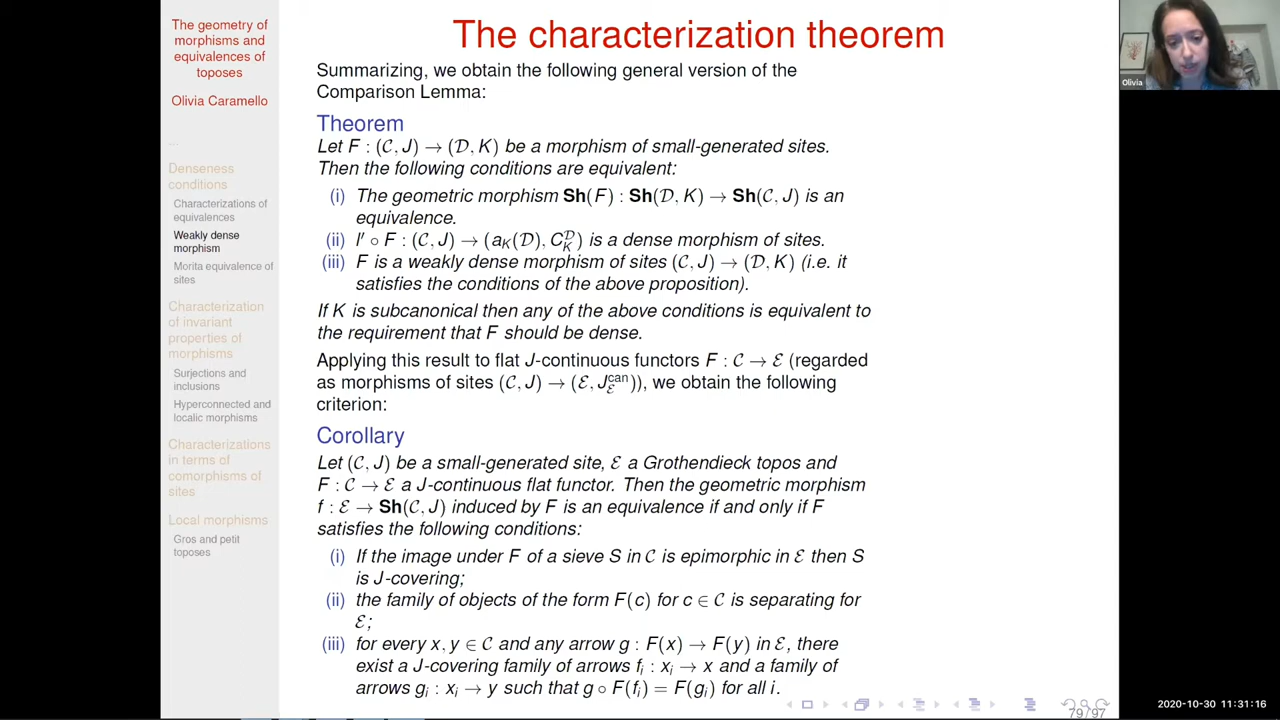 The geometry of
morphisms and
equivalences of
toposes
Olivia Caramello
...
Denseness
conditions
Characterizations of
equivalences
Weakly dense
morphism
Morita equivalence of
sites
Characterization
of invariant
properties of
morphisms
Surjections and
inclusions
Hyperconnected and
localic morphisms
Characterizations
in terms of
comorphisms of
sites
Local morphisms
Gros and petit
toposes
The characterization theorem
Summarizing, we obtain the following general version of the
Comparison Lemma:
Theorem
Let F : (𝒞, J) → (𝒟, K) be a morphism of small-generated sites.
Then the following conditions are equivalent:
(i) The geometric morphism Sh(F) : Sh(𝒟, K) → Sh(𝒞, J) is an
equivalence.
(ii) l′ ∘ F : (𝒞, J) → (a_K(𝒟), C_K^𝒟) is a dense morphism of sites.
(iii) F is a weakly dense morphism of sites (𝒞, J) → (𝒟, K) (i.e. it
satisfies the conditions of the above proposition).
If K is subcanonical then any of the above conditions is equivalent to
the requirement that F should be dense.
Applying this result to flat J-continuous functors F : 𝒞 → ℰ (regarded
as morphisms of sites (𝒞, J) → (ℰ, J_ℰ^can)), we obtain the following
criterion:
Corollary
Let (𝒞, J) be a small-generated site, ℰ a Grothendieck topos and
F : 𝒞 → ℰ a J-continuous flat functor. Then the geometric morphism
f : ℰ → Sh(𝒞, J) induced by F is an equivalence if and only if F
satisfies the following conditions:
(i) If the image under F of a sieve S in 𝒞 is epimorphic in ℰ then S
is J-covering;
(ii) the family of objects of the form F(c) for c ∈ 𝒞 is separating for
ℰ;
(iii) for every x, y ∈ 𝒞 and any arrow g : F(x) → F(y) in ℰ, there
exist a J-covering family of arrows f_i : x_i → x and a family of
arrows g_i : x_i → y such that g ∘ F(f_i) = F(g_i) for all i.
79/97
Olivia
2020-10-30 11:31:16